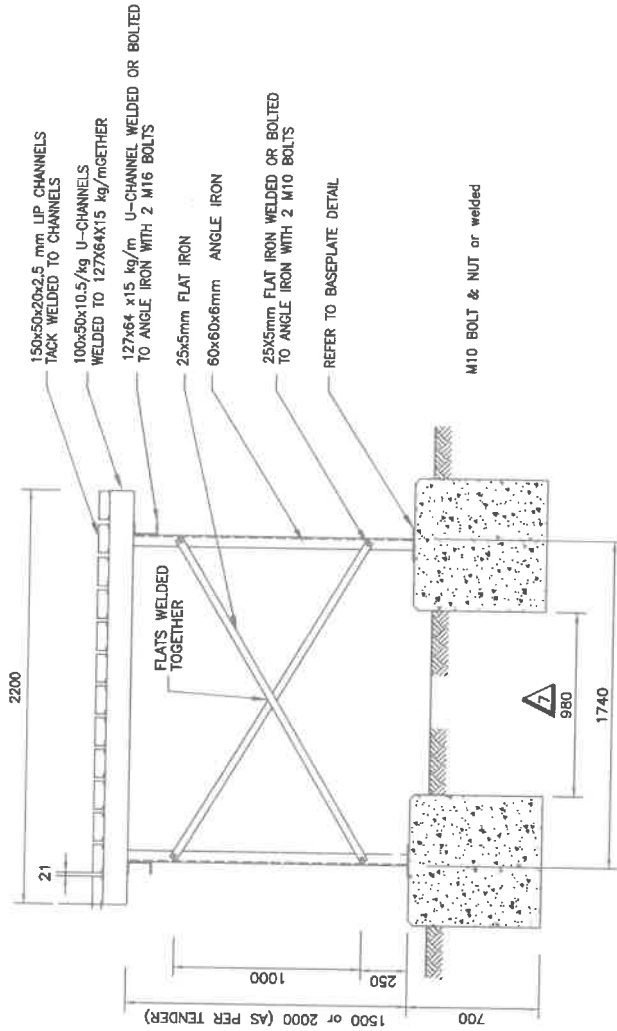 150x50x20x2,5 mm LIP CHANNELS
TACK WELDED TO CHANNELS
100x50x10.5/kg U-CHANNELS
WELDED TO 127X64X15 kg/mGETHER
127x64 x15 kg/m U-CHANNEL WELDED OR BOLTED
TO ANGLE IRON WITH 2 M16 BOLTS
25x5mm FLAT IRON
60x60x6mm ANGLE IRON
25X5mm FLAT IRON WELDED OR BOLTED
TO ANGLE IRON WITH 2 M10 BOLTS
REFER TO BASEPLATE DETAIL
M10 BOLT & NUT or welded
2200
21
FLATS WELDED
TOGETHER
1000
250
1500 or 2000 (AS PER TENDER)
700
7
980
1740